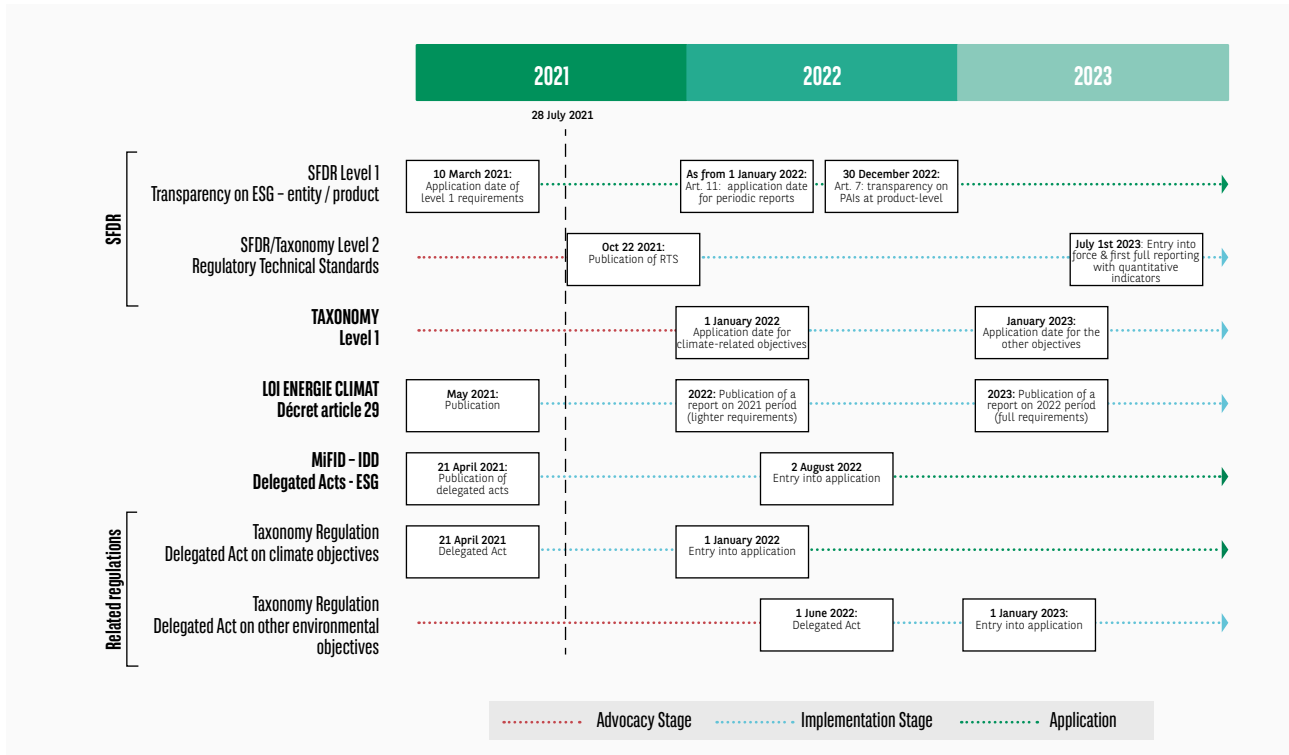 2021
2022
2023
28 July 2021
SFDR
SFDR Level 1
Transparency on ESG – entity / product
10 March 2021:
Application date of
level 1 requirements
As from 1 January 2022:
Art. 11: application date
for periodic reports
30 December 2022:
Art. 7: transparency on
PAIs at product-level
SFDR/Taxonomy Level 2
Regulatory Technical Standards
Oct 22 2021:
Publication of RTS
July 1st 2023: Entry into
force & first full reporting
with quantitative
indicators
TAXONOMY
Level 1
1 January 2022
Application date for
climate-related objectives
January 2023:
Application date for the
other objectives
LOI ENERGIE CLIMAT
Décret article 29
May 2021:
Publication
2022: Publication of a
report on 2021 period
(lighter requirements)
2023: Publication of a
report on 2022 period
(full requirements)
MiFID – IDD
Delegated Acts - ESG
21 April 2021:
Publication of
delegated acts
2 August 2022
Entry into application
Related regulations
Taxonomy Regulation
Delegated Act on climate objectives
21 April 2021
Delegated Act
1 January 2022
Entry into application
Taxonomy Regulation
Delegated Act on other environmental
objectives
1 June 2022:
Delegated Act
1 January 2023:
Entry into application
Advocacy Stage
Implementation Stage
Application